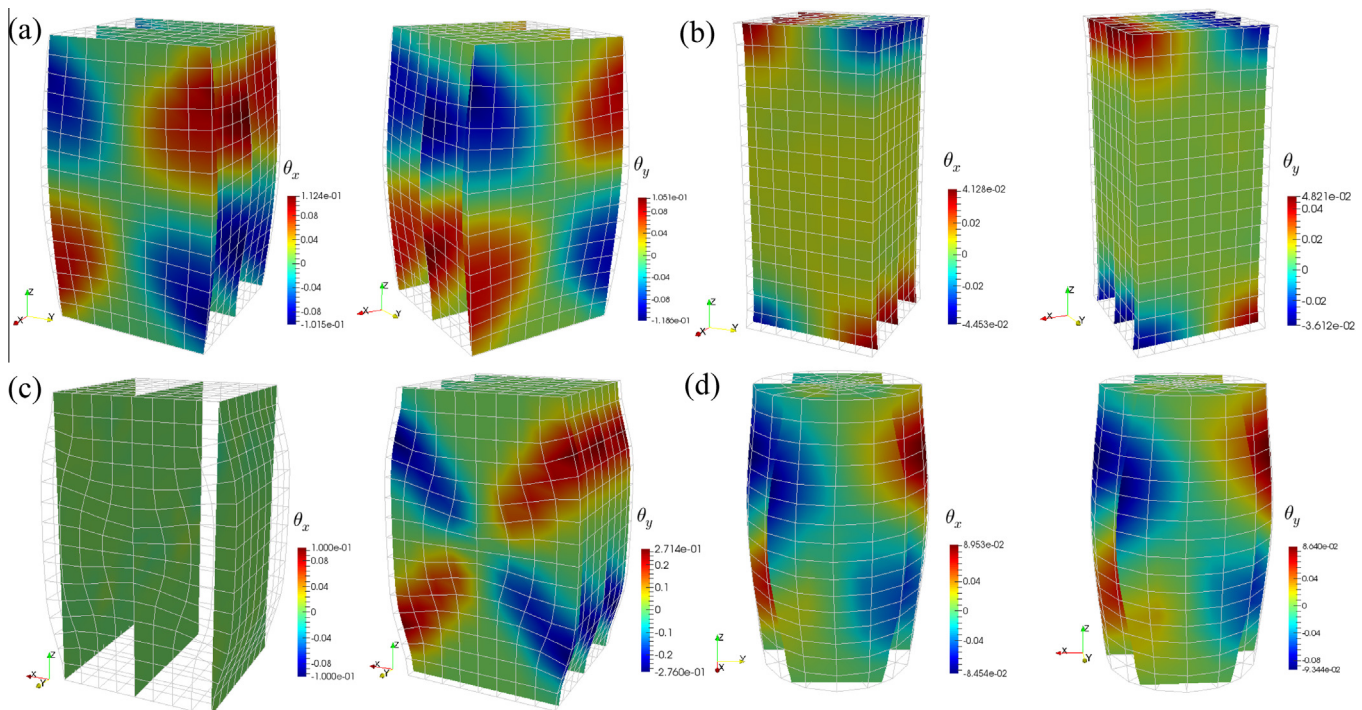 (a)
θx
1.124e-01
0.08
0.04
0
-0.04
-0.08
-1.015e-01
Z
X
Y
θy
1.051e-01
0.08
0.04
0
-0.04
-0.08
-1.186e-01
Z
X
Y
(b)
θx
4.128e-02
0.02
0
-0.02
-4.453e-02
Z
X
Y
θy
4.821e-02
0.04
0.02
0
-0.02
-3.612e-02
Z
X
Y
(c)
θx
1.000e-01
0.08
0.04
0
-0.04
-0.08
-1.000e-01
Z
X
Y
θy
2.714e-01
0.2
0.1
0
-0.1
-0.2
-2.760e-01
Z
X
Y
(d)
θx
8.953e-02
0.04
0
-0.04
-8.454e-02
Z
X
Y
θy
8.640e-02
0.04
0
-0.04
-0.08
-9.344e-02
Z
X
Y